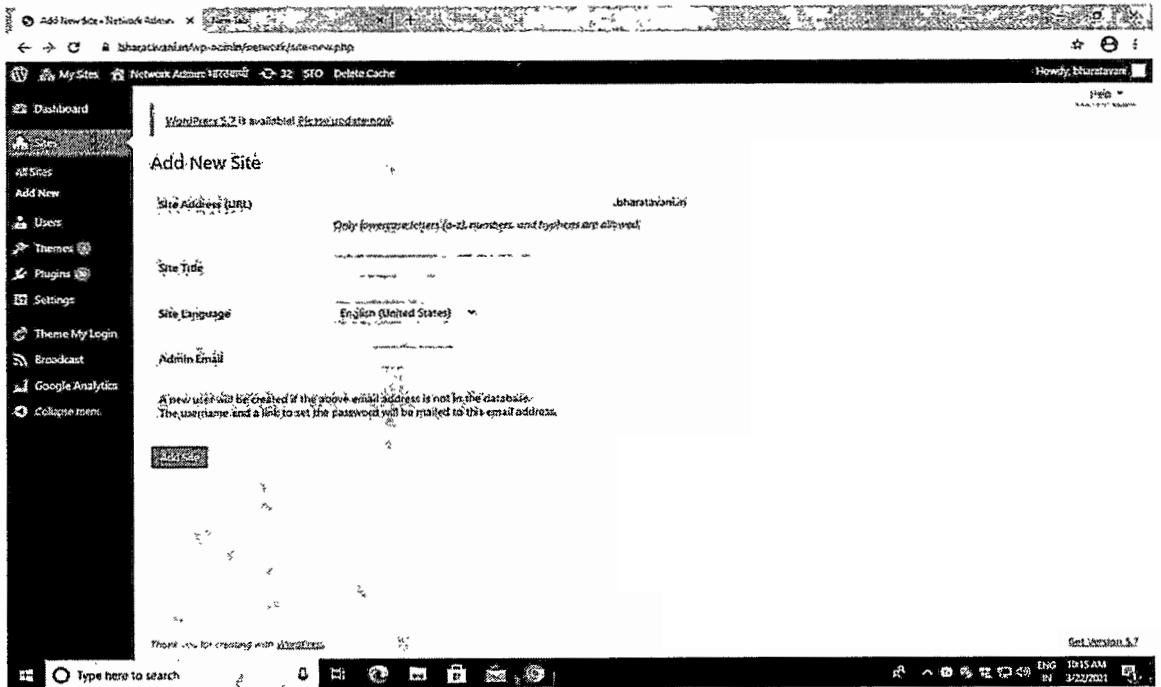 Add New Site - Network Admin
New Tab
bharatavani.in/wp-admin/network/site-new.php
My Sites Network Admin: भारतवाणी 32 STO Delete Cache Howdy, bharatavani
Help
Dashboard
WordPress 5.7 is available! Please update now.
Sites
All Sites
Add New
Users
Themes
Plugins
Settings
Theme My Login
Broadcast
Google Analytics
Collapse menu
Add New Site
Site Address (URL) .bharatavani.in
Only lowercase letters (a-z), numbers, and hyphens are allowed.
Site Title
Site Language English (United States)
Admin Email
A new user will be created if the above email address is not in the database.
The username and a link to set the password will be mailed to this email address.
Add Site
Thank you for creating with WordPress. Get Version 5.7
Type here to search
ENG 10:15 AM
IN 3/22/2021